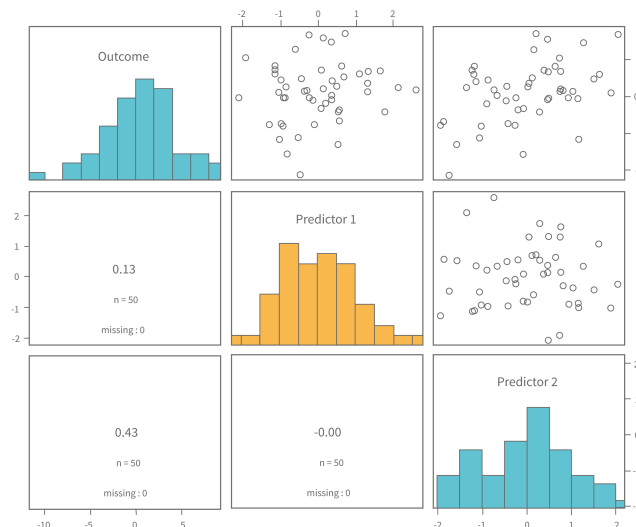 -2 -1 0 1 2
Outcome
Predictor 1
2
1
0
-1
-2
0.13
n = 50
missing : 0
Predictor 2
0.43
n = 50
missing : 0
-0.00
n = 50
missing : 0
-10 -5 0 5
-2 -1 0 1 2